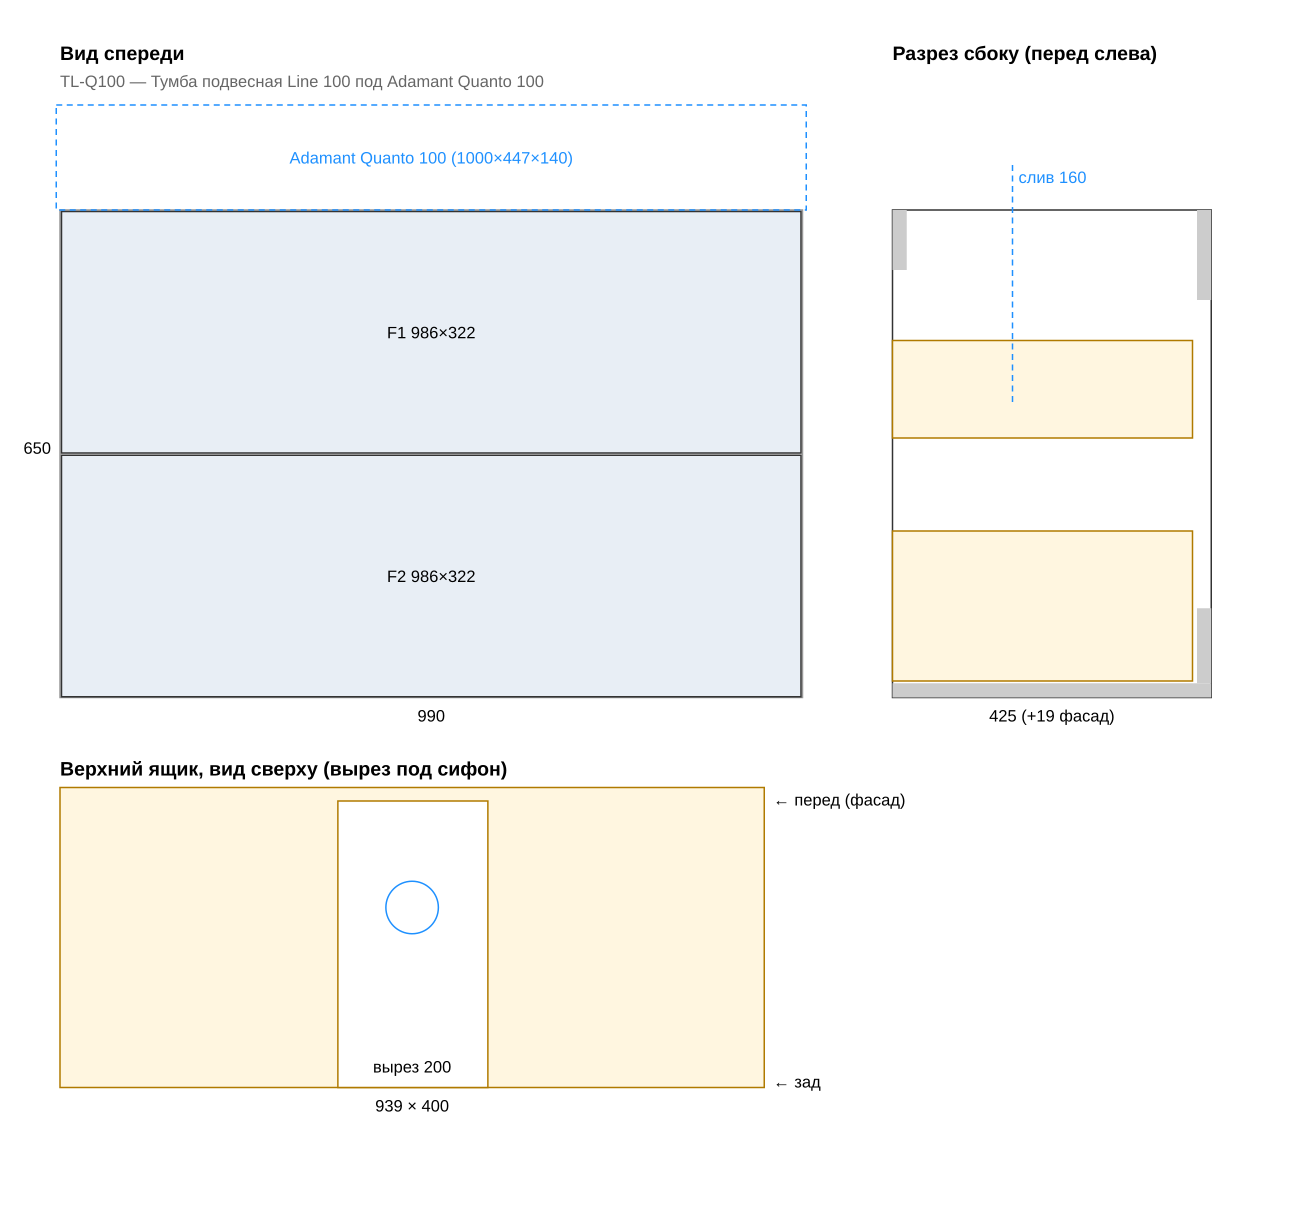 Вид спереди
TL-Q100 — Тумба подвесная Line 100 под Adamant Quanto 100
Adamant Quanto 100 (1000×447×140)
F1 986×322
650
F2 986×322
990
Разрез сбоку (перед слева)
слив 160
425 (+19 фасад)
Верхний ящик, вид сверху (вырез под сифон)
← перед (фасад)
вырез 200
← зад
939 × 400